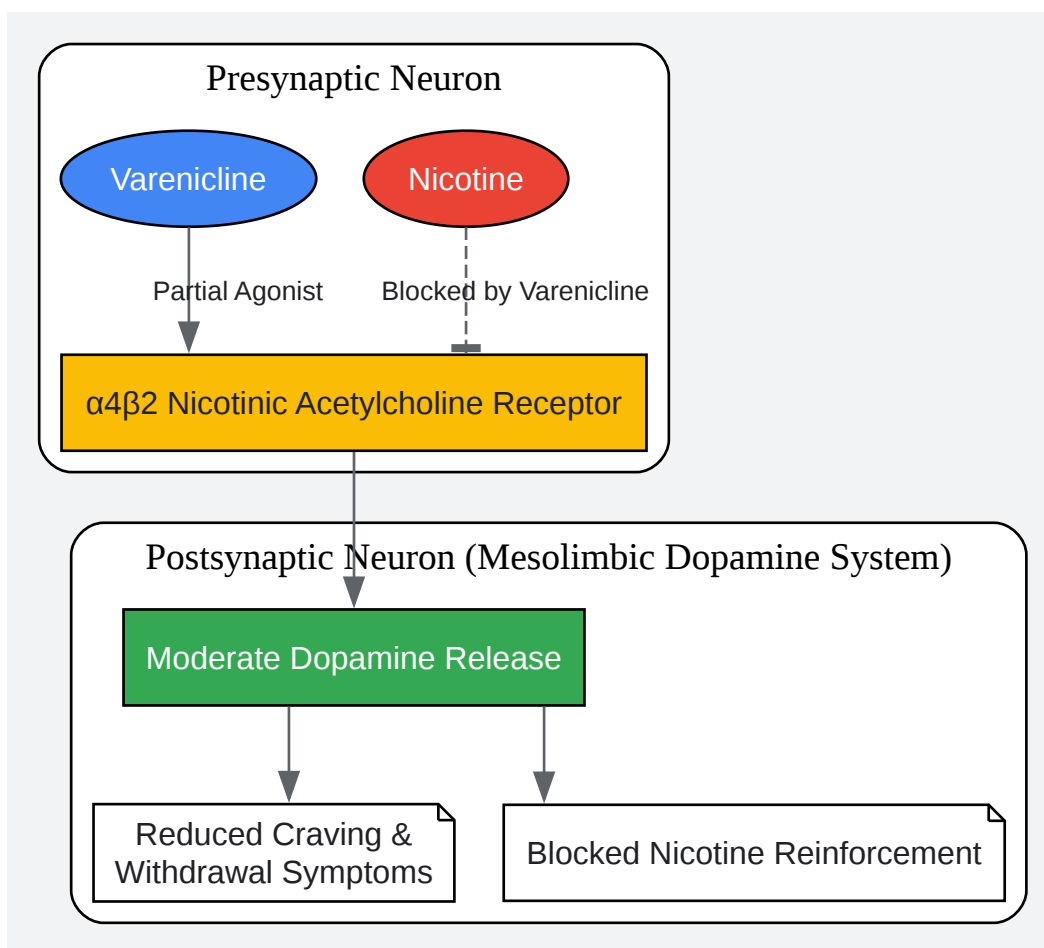 Presynaptic Neuron
Varenicline
Nicotine
Partial Agonist
Blocked by Varenicline
α4β2 Nicotinic Acetylcholine Receptor
Postsynaptic Neuron (Mesolimbic Dopamine System)
Moderate Dopamine Release
Reduced Craving &
Withdrawal Symptoms
Blocked Nicotine Reinforcement